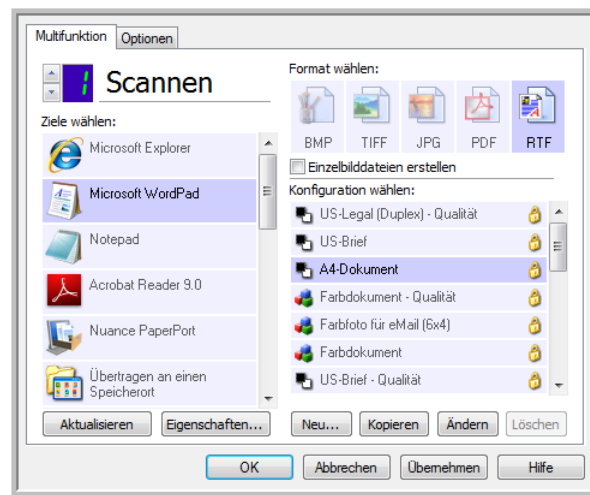 Multifunktion Optionen
1 Scannen
Ziele wählen:
Microsoft Explorer
Microsoft WordPad
Notepad
Acrobat Reader 9.0
Nuance PaperPort
Übertragen an einen
Speicherort
Aktualisieren Eigenschaften...
Format wählen:
BMP TIFF JPG PDF RTF
Einzelbilddateien erstellen
Konfiguration wählen:
US-Legal (Duplex) - Qualität
US-Brief
A4-Dokument
Farbdokument - Qualität
Farbfoto für eMail (6x4)
Farbdokument
US-Brief - Qualität
Neu... Kopieren Ändern Löschen
OK Abbrechen Übernehmen Hilfe